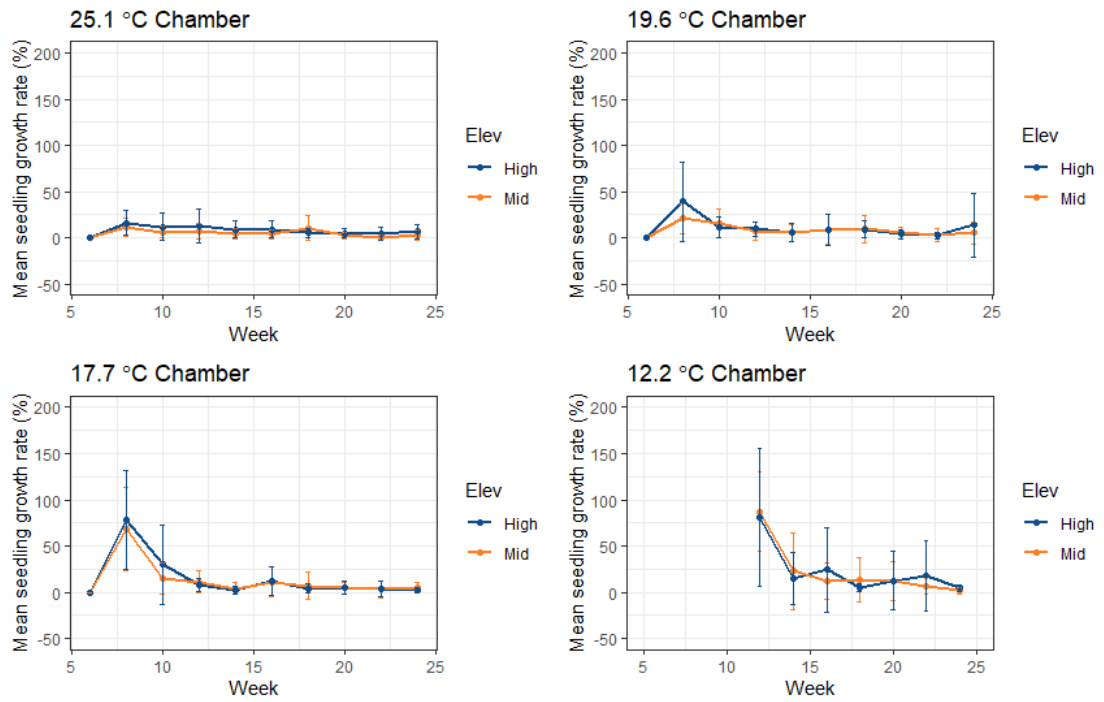 25.1 °C Chamber
Mean seedling growth rate (%)
200
150
100
50
0
-50
5
10
15
20
25
Week
Elev
High
Mid
19.6 °C Chamber
Mean seedling growth rate (%)
200
150
100
50
0
-50
5
10
15
20
25
Week
Elev
High
Mid
17.7 °C Chamber
Mean seedling growth rate (%)
200
150
100
50
0
-50
5
10
15
20
25
Week
Elev
High
Mid
12.2 °C Chamber
Mean seedling growth rate (%)
200
150
100
50
0
-50
5
10
15
20
25
Week
Elev
High
Mid